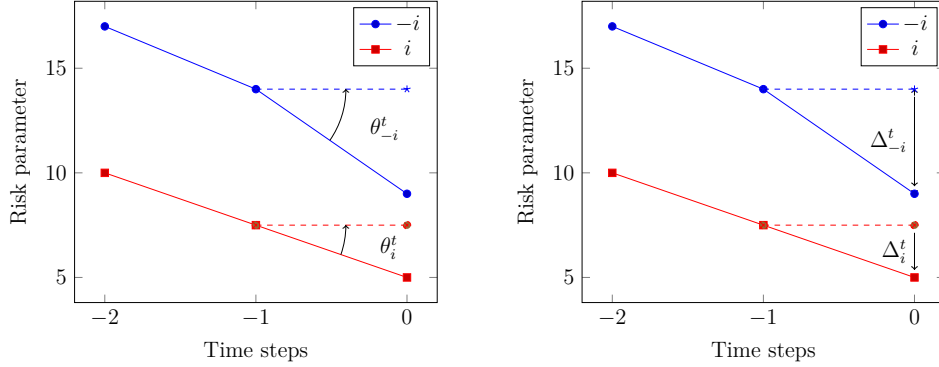 −i
i
15
10
5
θ^t_{−i}
θ^t_i
−2
−1
0
Time steps
Risk parameter
−i
i
15
10
5
Δ^t_{−i}
Δ^t_i
−2
−1
0
Time steps
Risk parameter